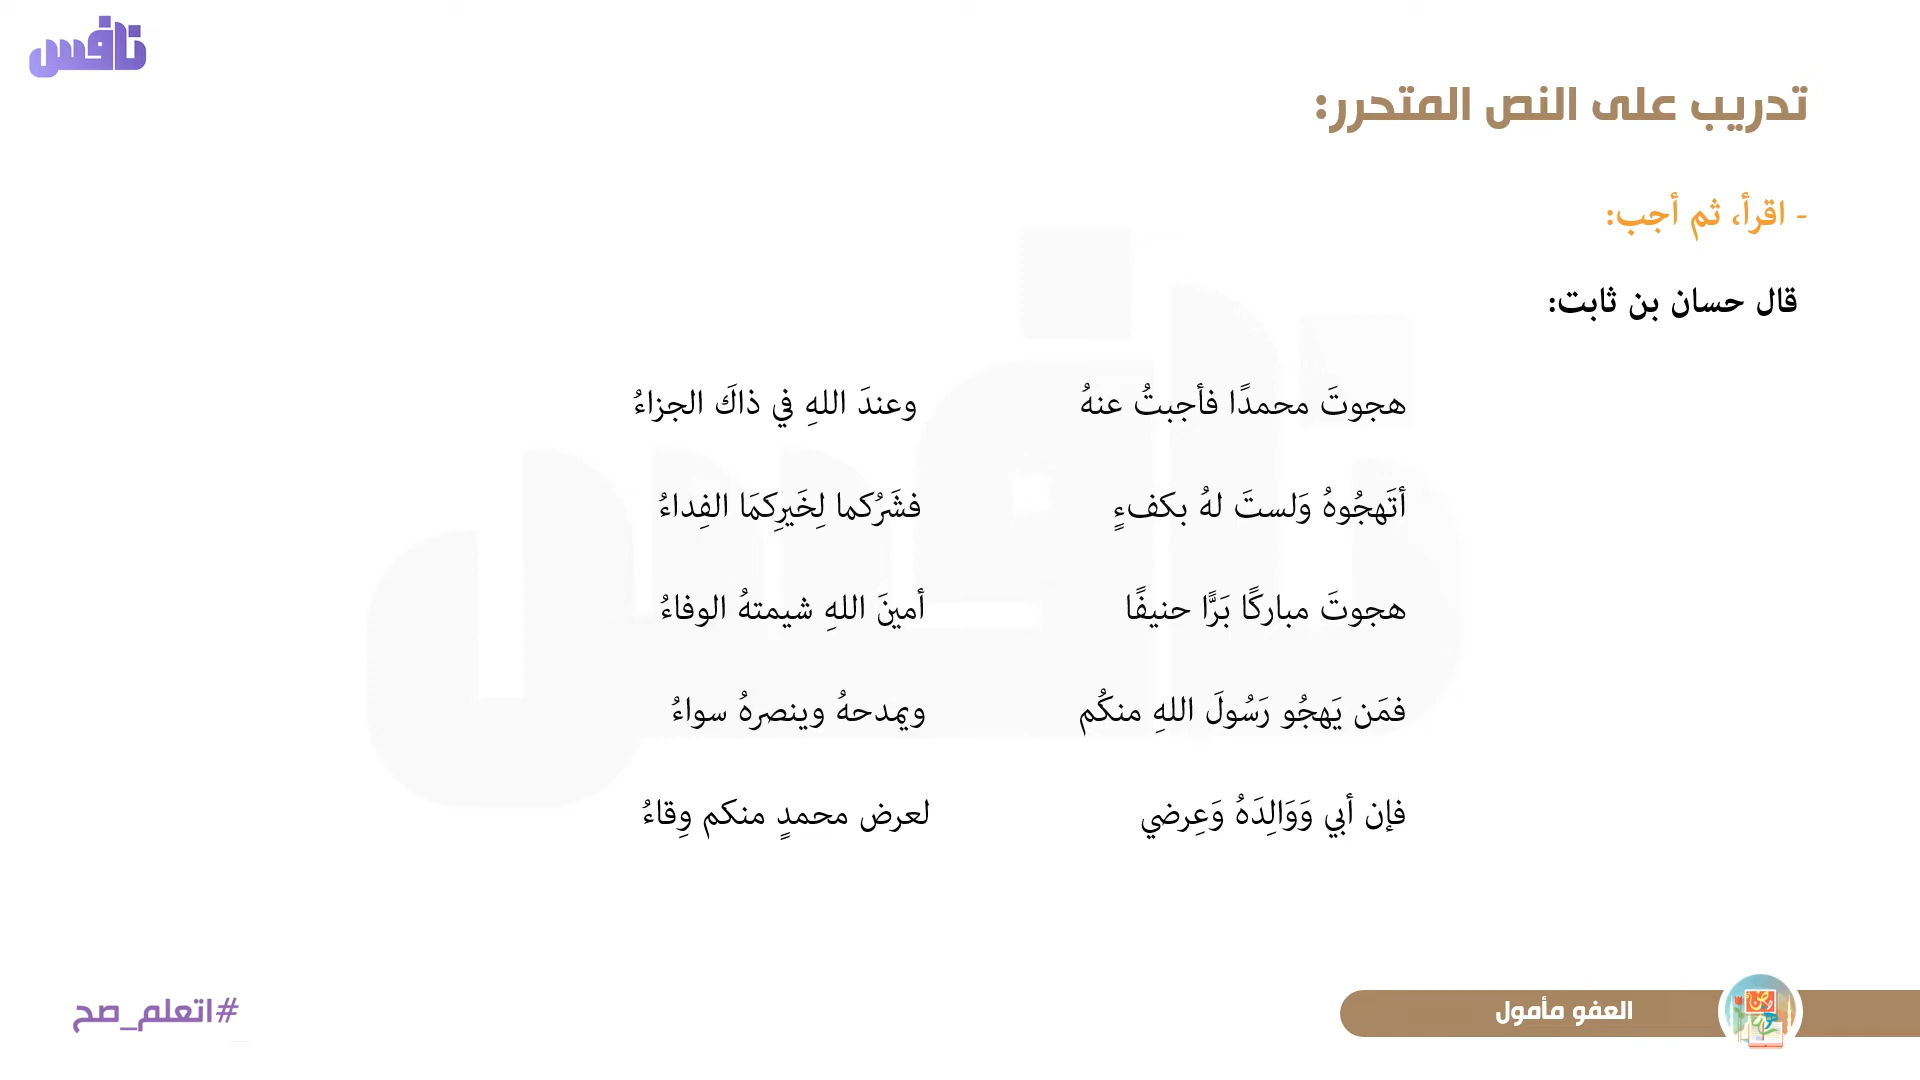 نافس
تدريب على النص المتحرر:
- اقرأ، ثم أجب:
قال حسان بن ثابت:
هجوتَ محمدًا فأجبتُ عنهُ وعندَ اللهِ في ذاكَ الجزاءُ
أتَهجُوهُ وَلستَ لهُ بكفءٍ فشَرُكما لِخَيرِكمَا الفِداءُ
هجوتَ مباركًا بَرًّا حنيفًا أمينَ اللهِ شيمتهُ الوفاءُ
فمَن يَهجُو رَسُولَ اللهِ منكُم ويمدحهُ وينصرهُ سواءُ
فإن أبي وَوَالِدَهُ وَعِرضي لعرض محمدٍ منكم وِقاءُ
العفو مأمول
#اتعلم_صح